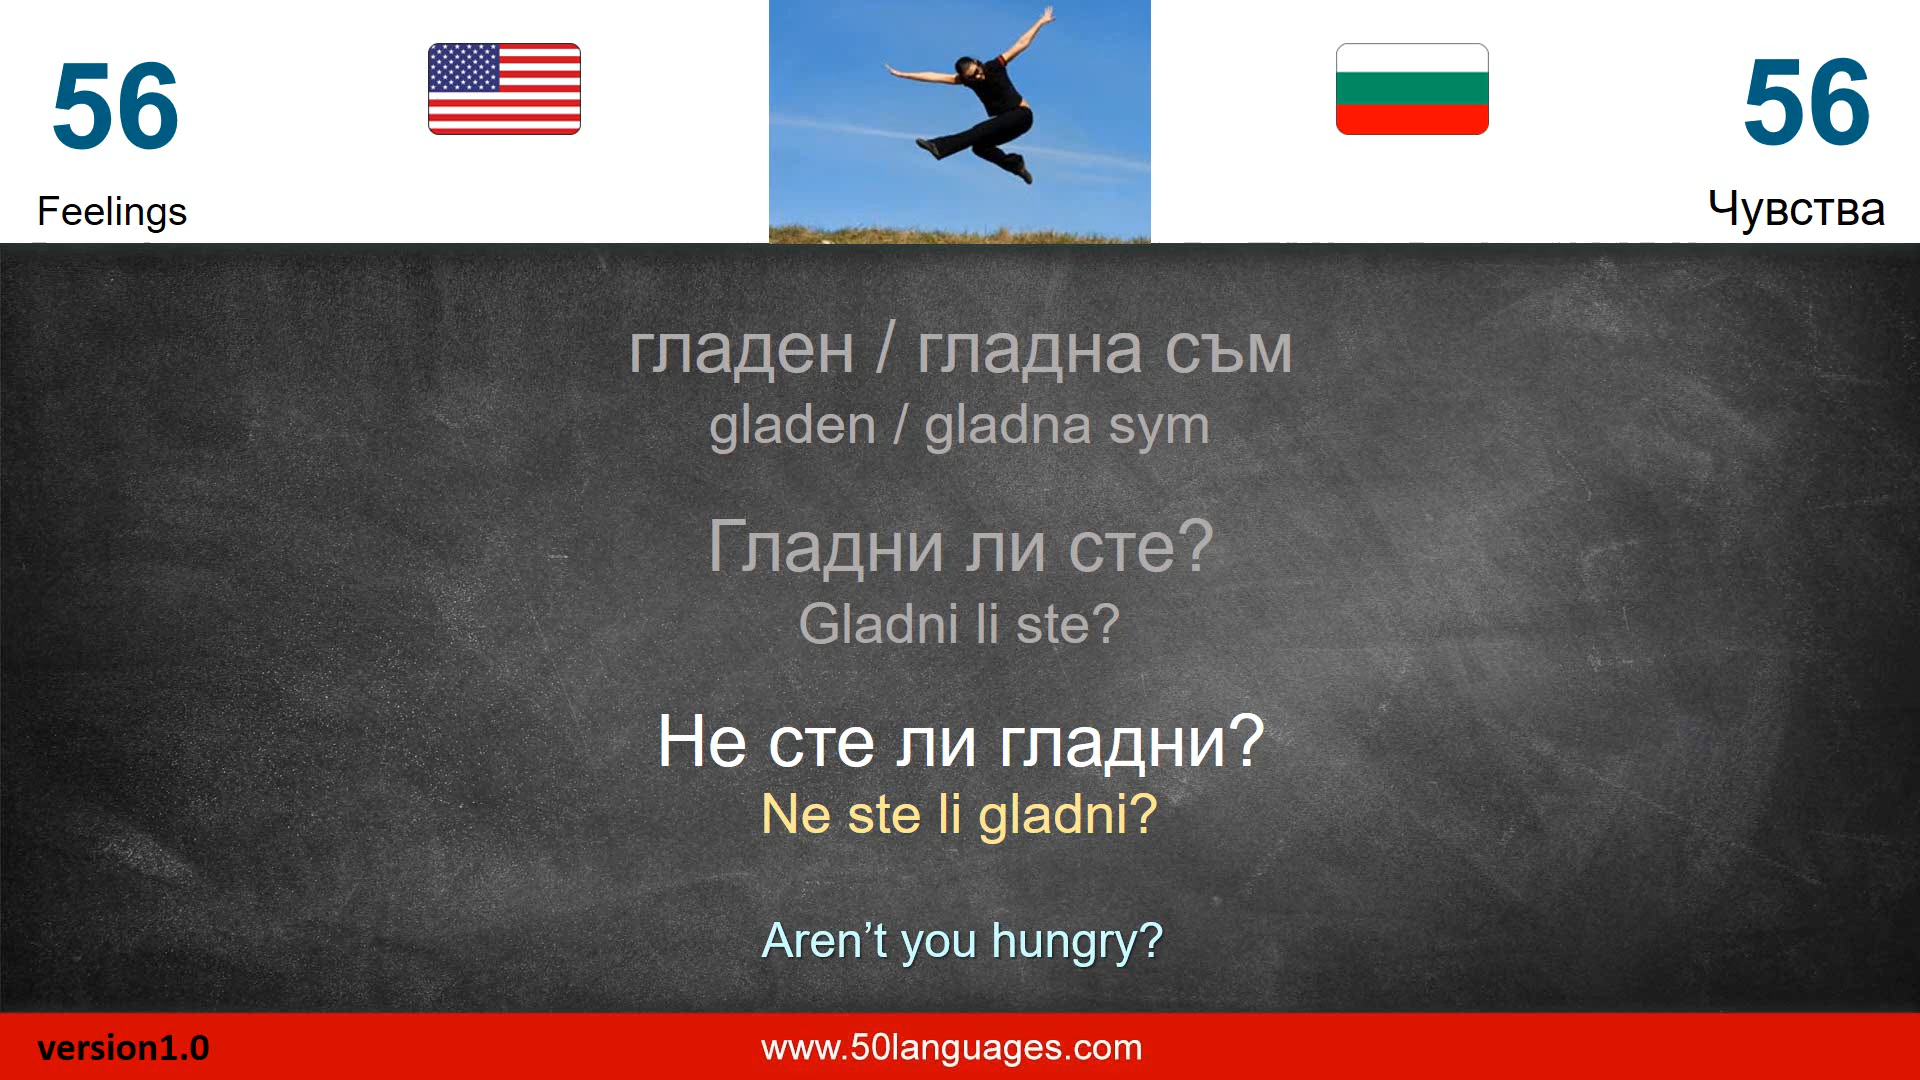 56
56
Feelings
Чувства
гладен / гладна съм
gladen / gladna sym
Гладни ли сте?
Gladni li ste?
Не сте ли гладни?
Ne ste li gladni?
Aren’t you hungry?
version1.0
www.50languages.com